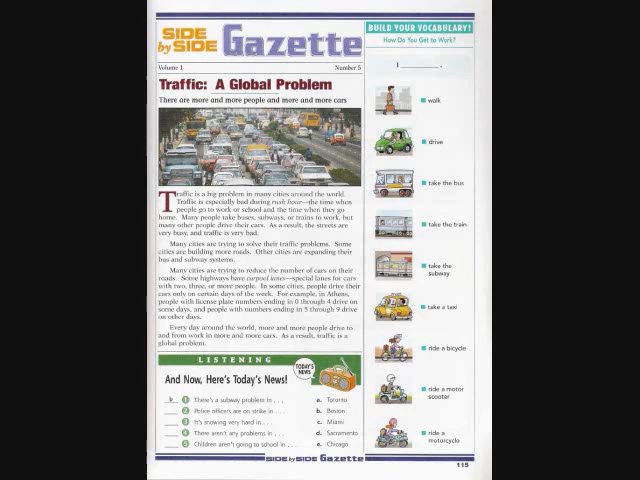 SIDE by SIDE Gazette
Volume 1 Number 5
Traffic: A Global Problem
There are more and more people and more and more cars
Traffic is a big problem in many cities around the world.
Traffic is especially bad during rush hour—the time when
people go to work or school and the time when they go
home. Many people take buses, subways, or trains to work, but
many other people drive their cars. As a result, the streets are
very busy, and traffic is very bad.
Many cities are trying to solve their traffic problems. Some
cities are building more roads. Other cities are expanding their
bus and subway systems.
Many cities are trying to reduce the number of cars on their
roads. Some highways have carpool lanes—special lanes for cars
with two, three, or more people. In some cities, people drive their
cars only on certain days of the week. For example, in Athens,
people with license plate numbers ending in 0 through 4 drive on
some days, and people with numbers ending in 5 through 9 drive
on other days.
Every day around the world, more and more people drive to
and from work in more and more cars. As a result, traffic is a
global problem.
LISTENING
TODAY'S
NEWS
And Now, Here's Today's News!
b 1 There's a subway problem in . . . a. Toronto
2 Police officers are on strike in . . . b. Boston
3 It's snowing very hard in . . . c. Miami
4 There aren't any problems in . . . d. Sacramento
5 Children aren't going to school in . . . e. Chicago
SIDE by SIDE Gazette
BUILD YOUR VOCABULARY!
How Do You Get to Work?
I ________.
walk
drive
take the bus
take the train
take the
subway
take a taxi
ride a bicycle
ride a motor
scooter
ride a
motorcycle
115